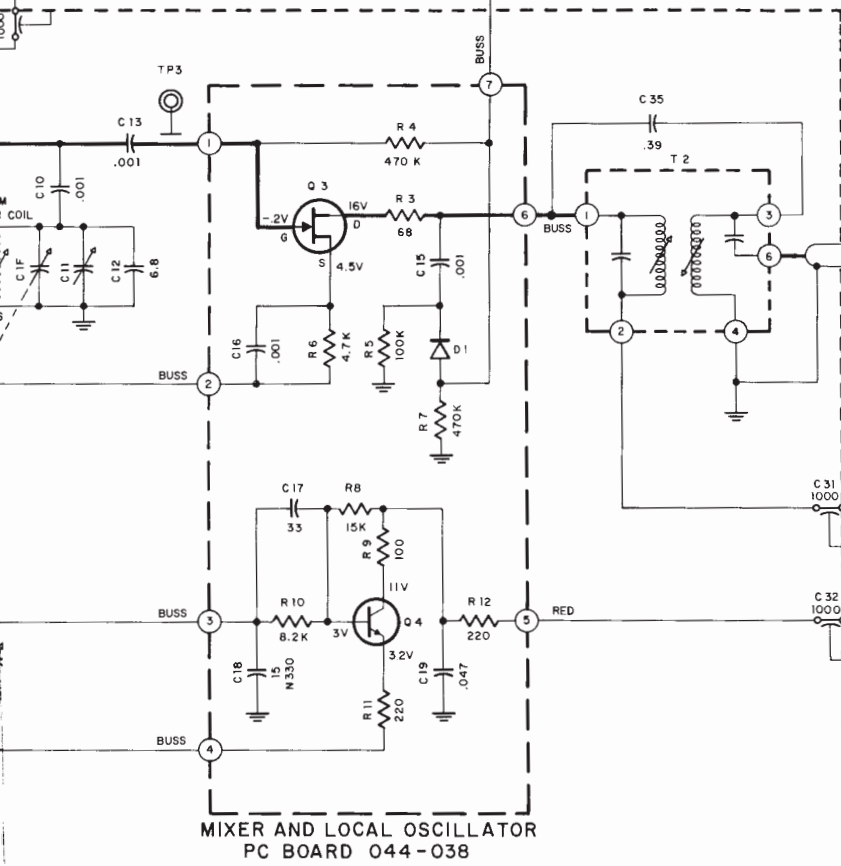 1000
BUSS
TP3
7
C35
C13
.001
1
R4
470 K
.39
T2
C10
.001
M
COIL
Q3
-.2V
G
16V
D
R3
68
6
BUSS
1
3
S
4.5V
C15
.001
6
C1F
C11
C12
6.8
S
C16
.001
R6
4.7K
R5
100K
D1
2
4
BUSS
2
R7
470K
C17
33
R8
15K
R9
100
C31
1000
11V
BUSS
3
R10
8.2K
3V
Q4
R12
220
5
RED
C32
1000
3.2V
C18
15
N330
R11
220
C19
.047
BUSS
4
MIXER AND LOCAL OSCILLATOR
PC BOARD 044-038